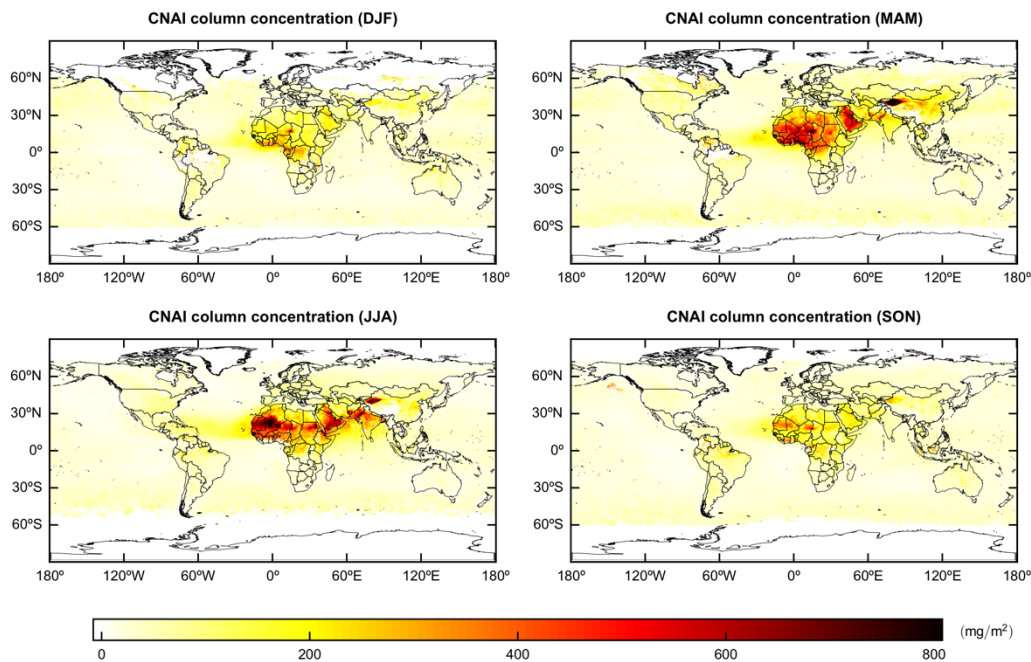 CNAI column concentration (DJF)
CNAI column concentration (MAM)
60ºN
30ºN
0º
30ºS
60ºS
180º 120ºW 60ºW 0º 60ºE 120ºE 180º
60ºN
30ºN
0º
30ºS
60ºS
180º 120ºW 60ºW 0º 60ºE 120ºE 180º
CNAI column concentration (JJA)
CNAI column concentration (SON)
60ºN
30ºN
0º
30ºS
60ºS
180º 120ºW 60ºW 0º 60ºE 120ºE 180º
60ºN
30ºN
0º
30ºS
60ºS
180º 120ºW 60ºW 0º 60ºE 120ºE 180º
0 200 400 600 800 (mg/m²)